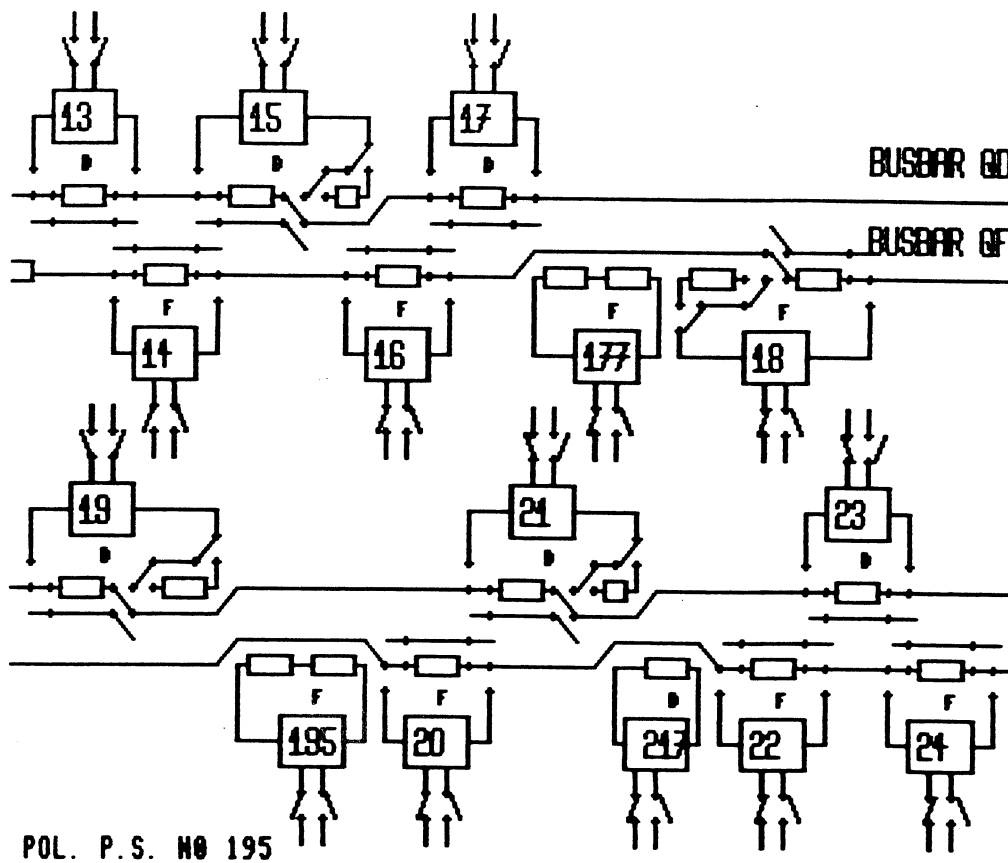 13 15 17
D D D
BUSBAR QD
BUSBAR QF
F F F F
14 16 177 18
19 21 23
D D D
F F D F F
195 20 217 22 24
POL. P.S. NO 195